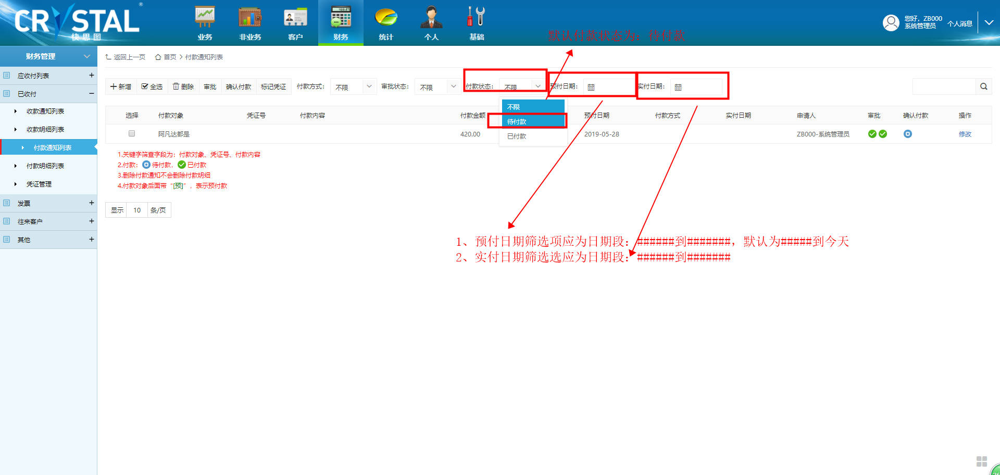 CRYSTAL ®
快思图
业务 非业务 客户 财务 统计 个人 基础
您好，ZB000
系统管理员
个人消息
默认付款状态为：待付款
财务管理
应收付列表 +
已收付 −
收款通知列表
收款明细列表
付款通知列表
付款明细列表
凭证管理
发票 +
往来客户 +
其他 +
返回上一页 首页 > 付款通知列表
新增 全选 删除 审批 确认付款 标记凭证 付款方式： 不限 审批状态： 不限 付款状态： 不限 预付日期： 实付日期：
不限
待付款
已付款
选择 付款对象 凭证号 付款内容 付款金额 预付日期 付款方式 实付日期 申请人 审批 确认付款 操作
阿凡达都是 420.00 2019-05-28 ZB000-系统管理员 修改
1.关键字筛查字段为：付款对象、凭证号、付款内容
2.付款： 待付款， 已付款
3.删除付款通知不会删除付款明细
4.付款对象后面带“[预]”，表示预付款
显示 10 条/页
1、预付日期筛选项应为日期段：######到#######，默认为#####到今天
2、实付日期筛选选应为日期段：######到#######